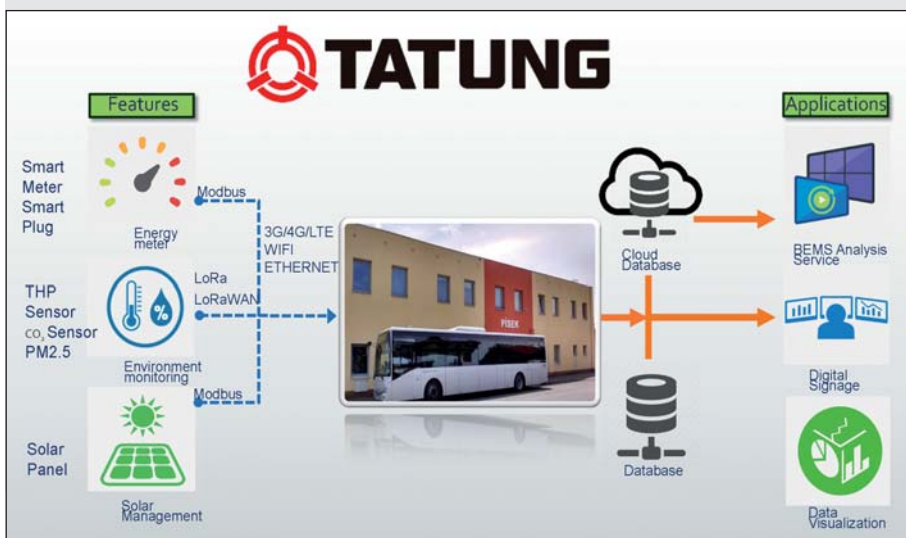 TATUNG
Features
Smart
Meter
Smart
Plug
Energy
meter
Modbus
THP
Sensor
CO₂ Sensor
PM2.5
Environment
monitoring
LoRa
LoRaWAN
Solar
Panel
Solar
Management
Modbus
3G/4G/LTE
WIFI
ETHERNET
PÍSEK
Cloud
Database
Database
Applications
BEMS Analysis
Service
Digital
Signage
Data
Visualization